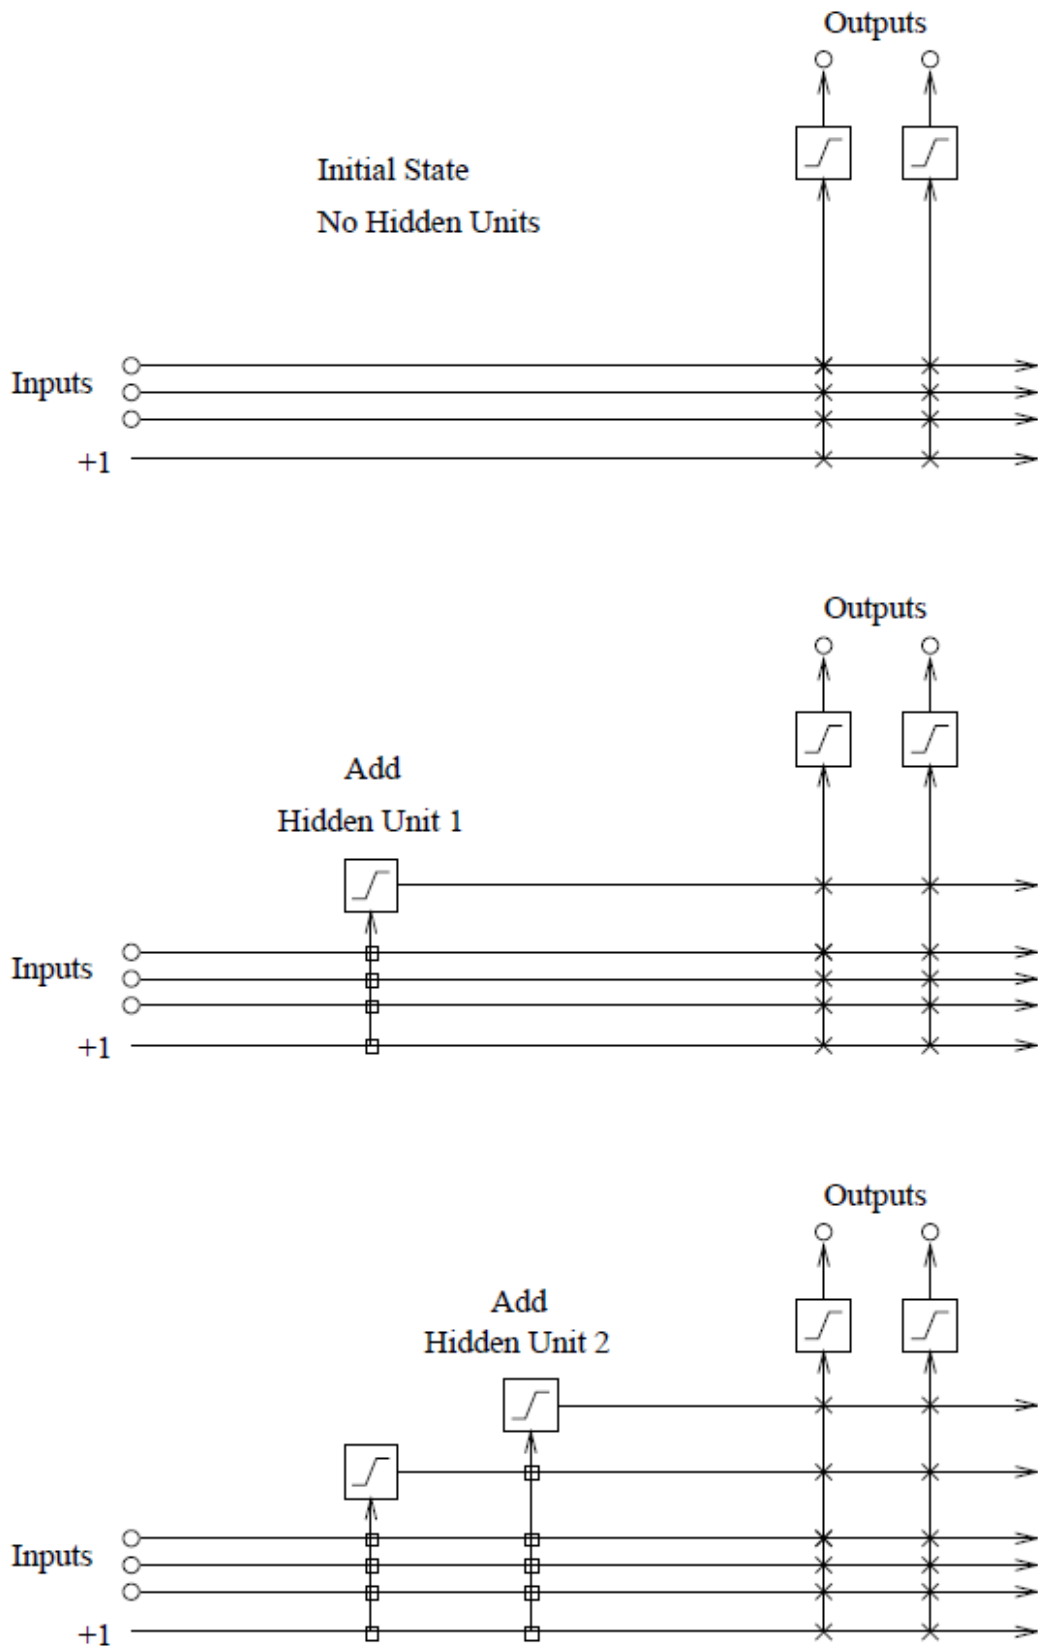 Outputs
Initial State
No Hidden Units
Inputs
+1
Outputs
Add
Hidden Unit 1
Inputs
+1
Outputs
Add
Hidden Unit 2
Inputs
+1